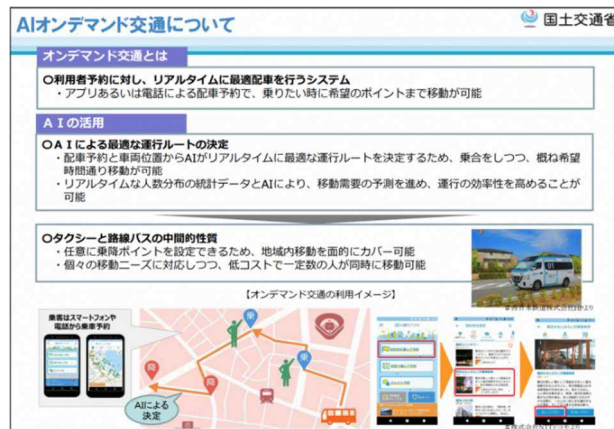 AIオンデマンド交通について
国土交通省
オンデマンド交通とは
○利用者予約に対し、リアルタイムに最適配車を行うシステム
・アプリあるいは電話による配車予約で、乗りたい時に希望のポイントまで移動が可能
AIの活用
○AIによる最適な運行ルートの決定
・配車予約と車両位置からAIがリアルタイムに最適な運行ルートを決定するため、乗合をしつつ、概ね希望
時間通り移動が可能
・リアルタイムな人数分布の統計データとAIにより、移動需要の予測を進め、運行の効率性を高めることが
可能
○タクシーと路線バスの中間的性質
・任意に乗降ポイントを設定できるため、地域内移動を面的にカバー可能
・個々の移動ニーズに対応しつつ、低コストで一定数の人が同時に移動可能
【オンデマンド交通の利用イメージ】
乗客はスマートフォンや
電話から乗車予約
乗
乗
降
降
AIによる
決定